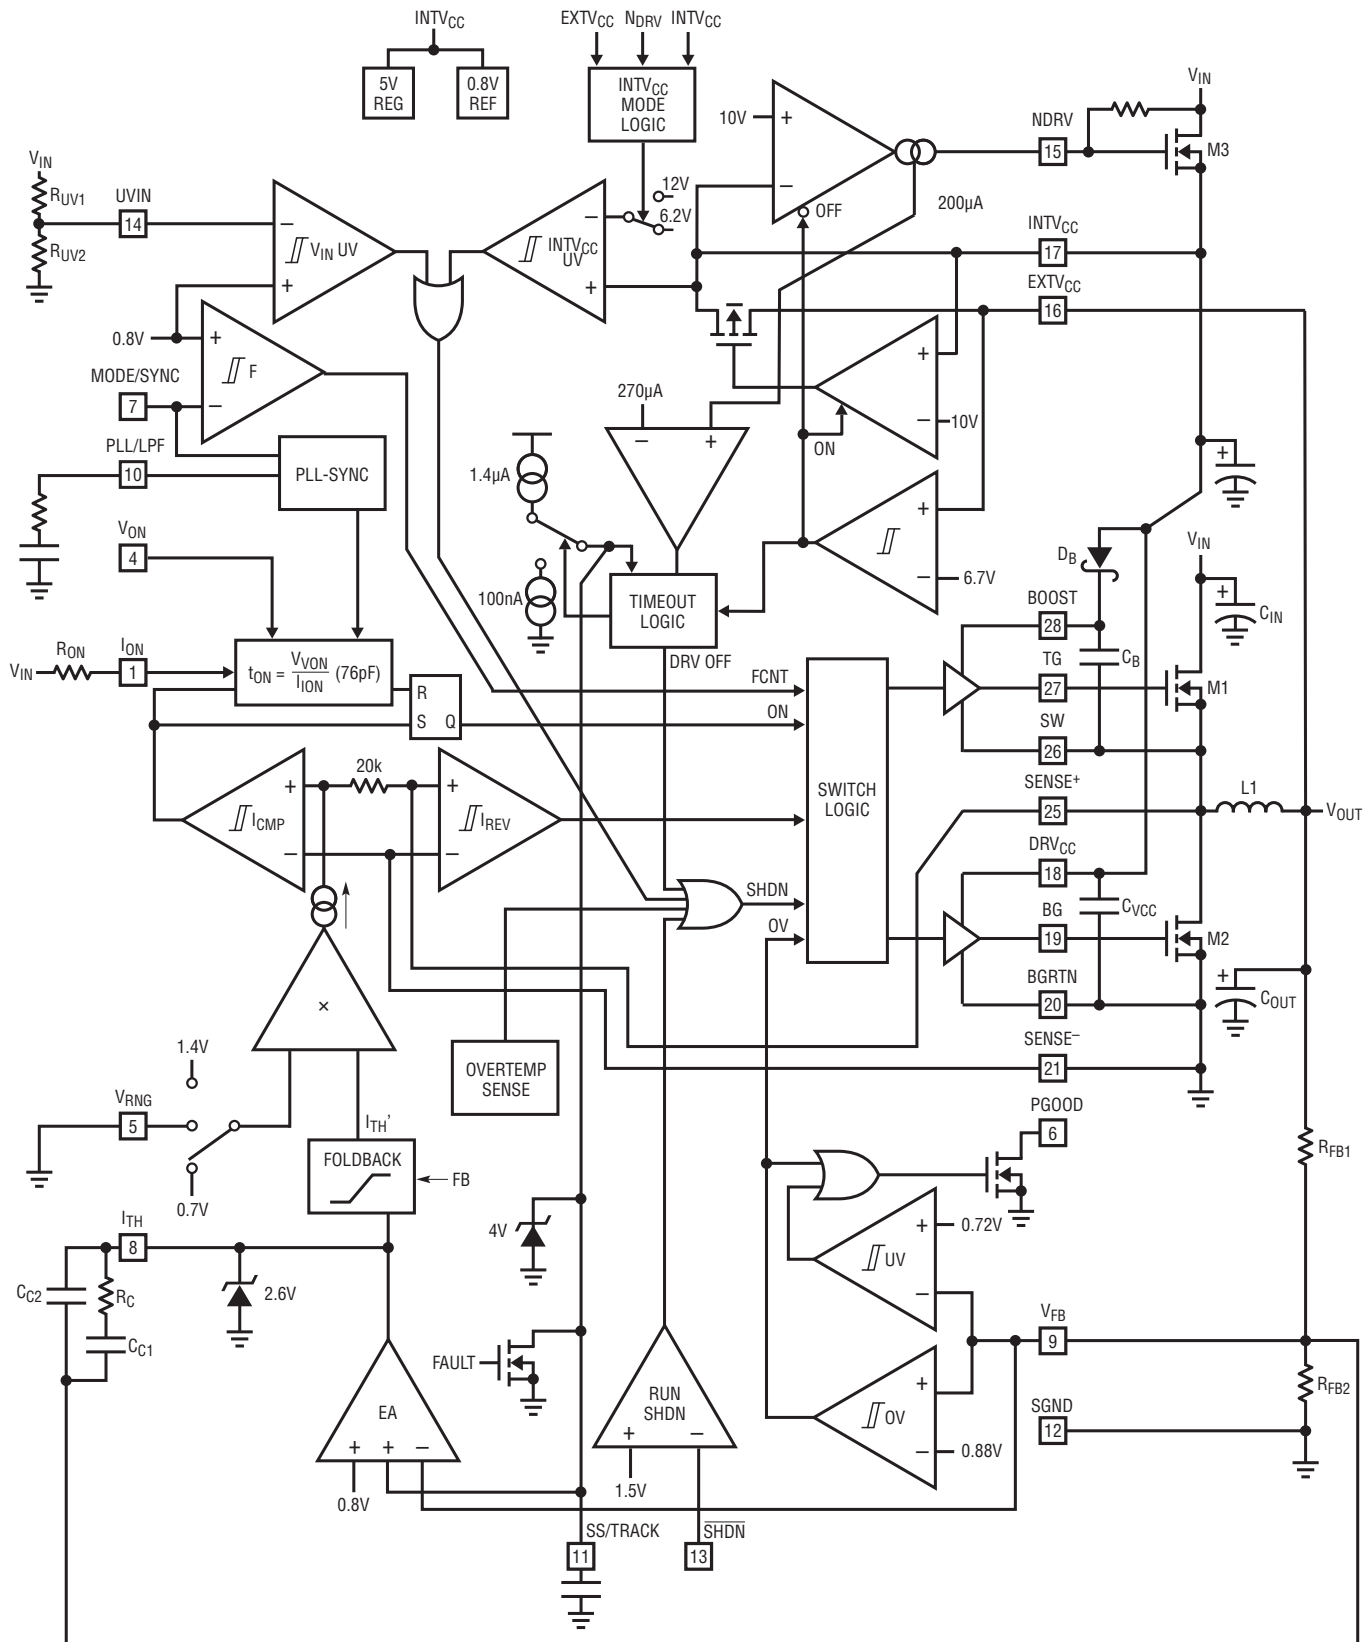 INTVCC
5V
REG
0.8V
REF
EXTVCC NDRV INTVCC
INTVCC
MODE
LOGIC
12V
6.2V
10V
+
−
OFF
200µA
NDRV
15
VIN
M3
VIN
RUV1
UVIN
14
RUV2
−
VIN UV
+
−
INTVCC
UV
+
INTVCC
17
EXTVCC
16
0.8V
+
F
−
MODE/SYNC
7
PLL/LPF
10
PLL-SYNC
270µA
−
+
+
−
10V
ON
1.4µA
100nA
TIMEOUT
LOGIC
DRV OFF
+
−
6.7V
+
VON
4
VIN
RON
ION
1
tON = VVON/IION (76pF)
R
S
Q
DB
VIN
+
CIN
BOOST
28
CB
TG
27
M1
SW
26
FCNT
ON
SWITCH
LOGIC
SHDN
OV
20k
+
ICMP
−
+
IREV
−
SENSE+
25
L1
VOUT
DRVCC
18
CVCC
BG
19
M2
BGRTN
20
+
COUT
SENSE−
21
×
OVERTEMP
SENSE
1.4V
VRNG
5
0.7V
ITH'
FOLDBACK
FB
PGOOD
6
RFB1
4V
+
0.72V
UV
−
ITH
8
2.6V
CC2
RC
CC1
FAULT
VFB
9
EA
+ + −
0.8V
RUN
SHDN
+ −
1.5V
+
OV
−
0.88V
RFB2
SGND
12
SS/TRACK
11
SHDN
13